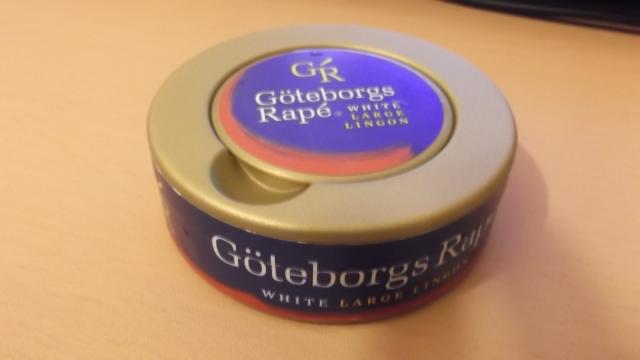 GR
Göteborgs
Rapé
WHITE
LARGE
LINGON
Göteborgs Rapé
WHITE LARGE LINGON